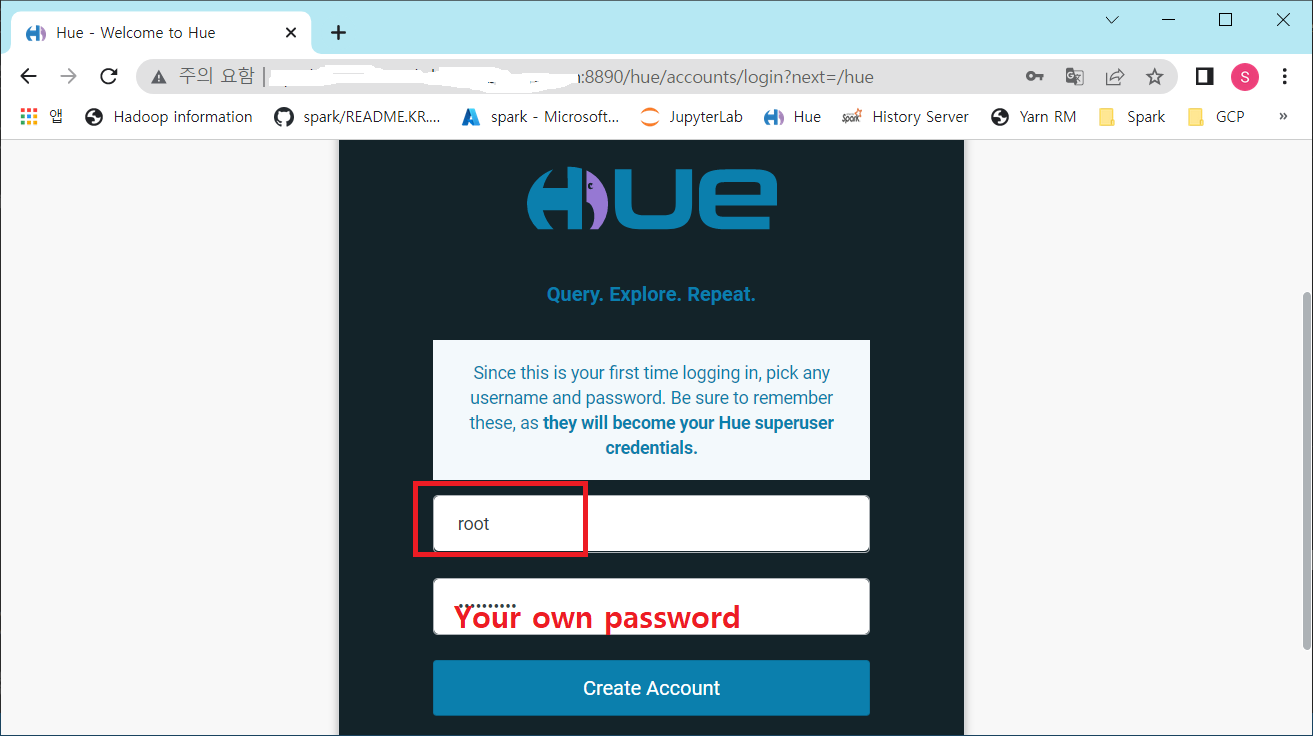 Hue - Welcome to Hue
주의 요함 | :8890/hue/accounts/login?next=/hue
S
앱 Hadoop information spark/README.KR.... spark - Microsoft... JupyterLab Hue Spark History Server Yarn RM Spark GCP »
HUE
Query. Explore. Repeat.
Since this is your first time logging in, pick any
username and password. Be sure to remember
these, as they will become your Hue superuser
credentials.
root
Your own password
Create Account